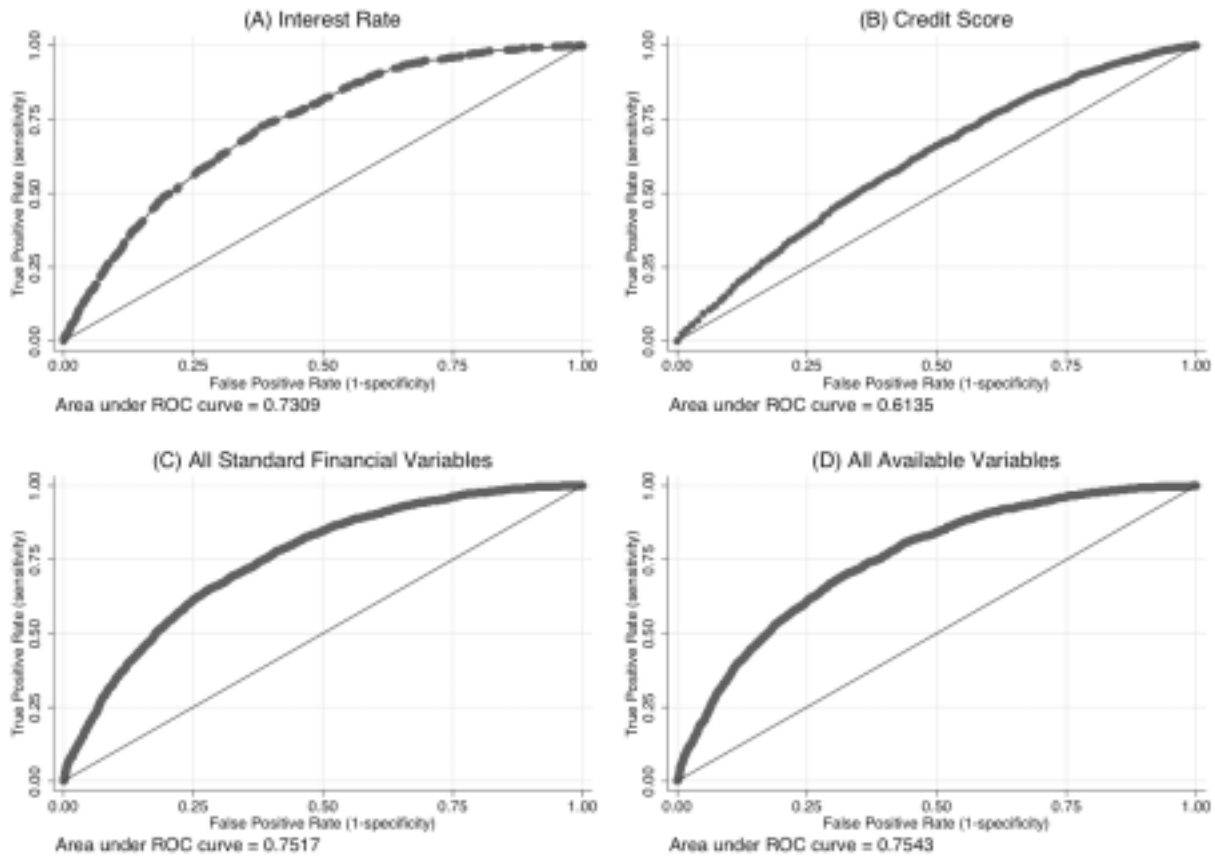 (A) Interest Rate
True Positive Rate (sensitivity)
1.00
0.75
0.50
0.25
0.00
0.00 0.25 0.50 0.75 1.00
False Positive Rate (1-specificity)
Area under ROC curve = 0.7309
(B) Credit Score
True Positive Rate (sensitivity)
1.00
0.75
0.50
0.25
0.00
0.00 0.25 0.50 0.75 1.00
False Positive Rate (1-specificity)
Area under ROC curve = 0.6135
(C) All Standard Financial Variables
True Positive Rate (sensitivity)
1.00
0.75
0.50
0.25
0.00
0.00 0.25 0.50 0.75 1.00
False Positive Rate (1-specificity)
Area under ROC curve = 0.7517
(D) All Available Variables
True Positive Rate (sensitivity)
1.00
0.75
0.50
0.25
0.00
0.00 0.25 0.50 0.75 1.00
False Positive Rate (1-specificity)
Area under ROC curve = 0.7543